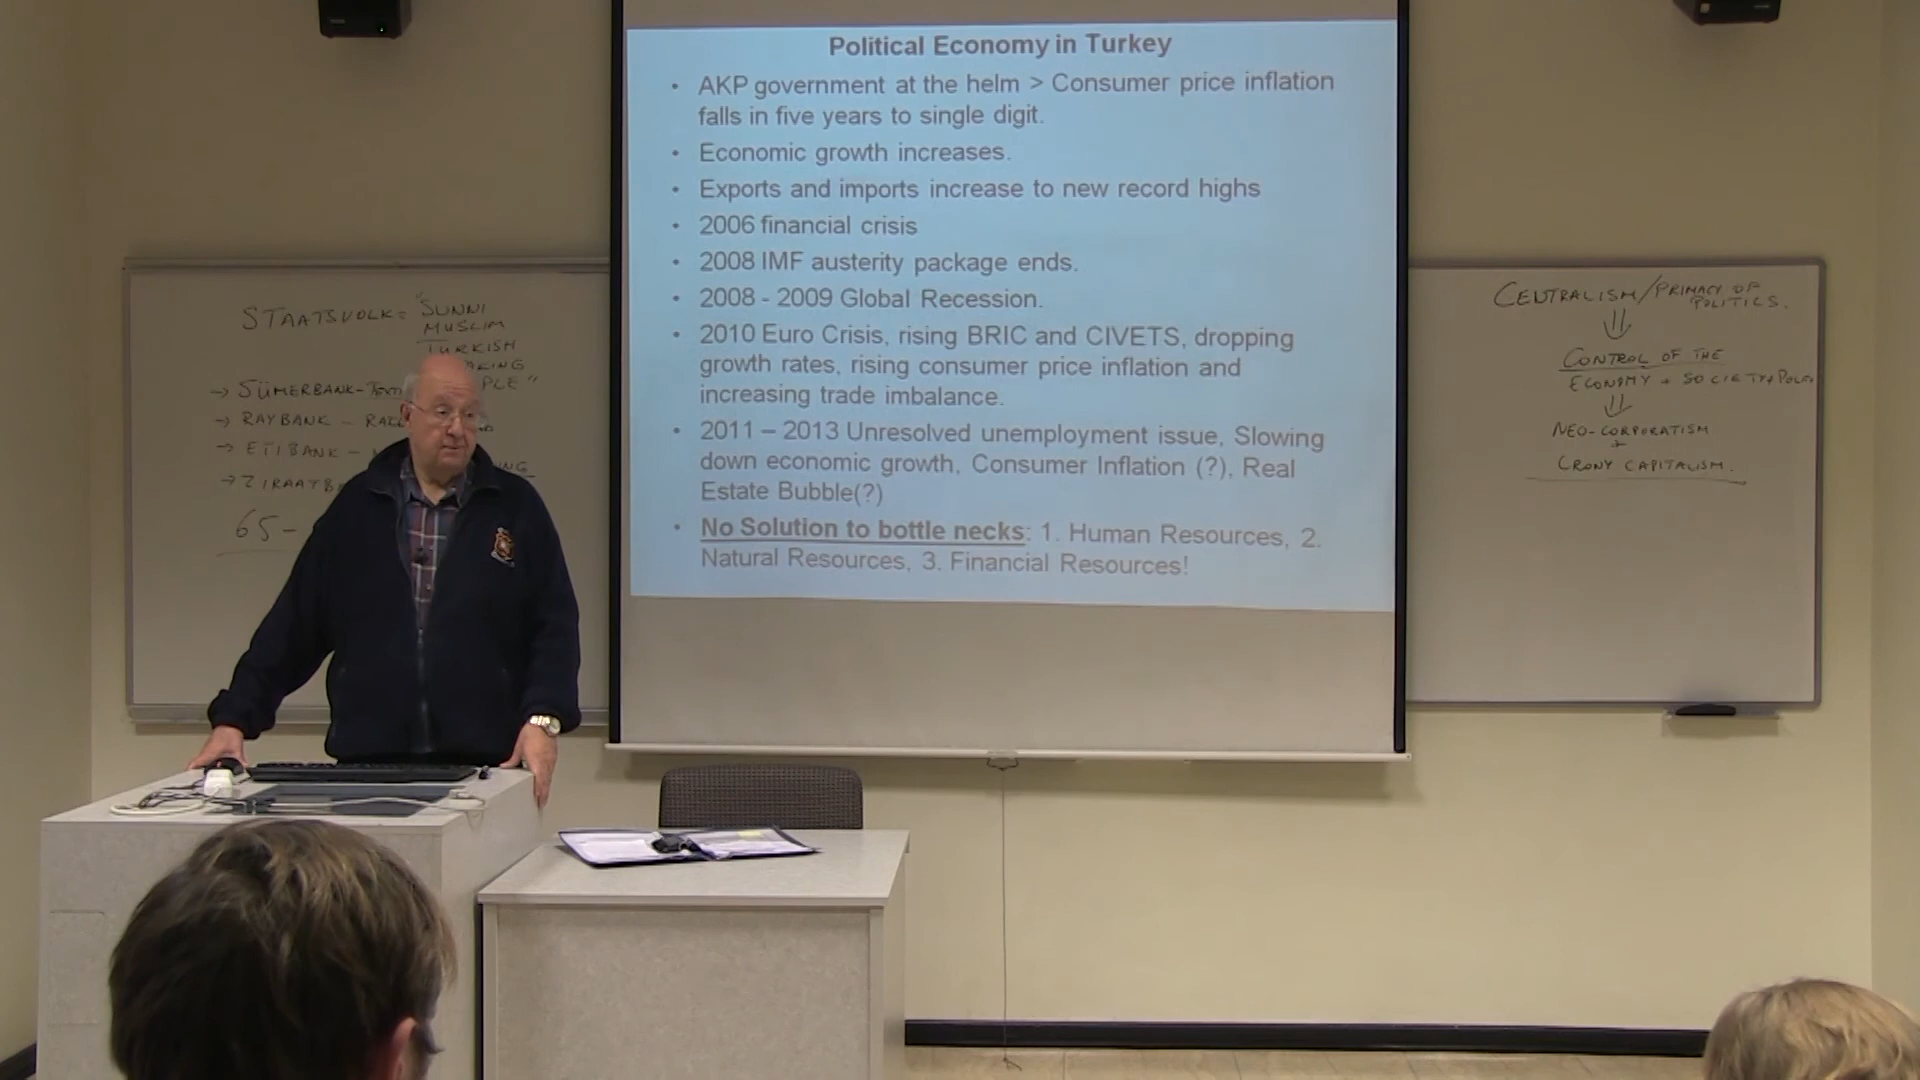 Political Economy in Turkey
• AKP government at the helm > Consumer price inflation
falls in five years to single digit.
• Economic growth increases.
• Exports and imports increase to new record highs
• 2006 financial crisis
• 2008 IMF austerity package ends.
• 2008 - 2009 Global Recession.
• 2010 Euro Crisis, rising BRIC and CIVETS, dropping
growth rates, rising consumer price inflation and
increasing trade imbalance.
• 2011 – 2013 Unresolved unemployment issue, Slowing
down economic growth, Consumer Inflation (?), Real
Estate Bubble(?)
• No Solution to bottle necks: 1. Human Resources, 2.
Natural Resources, 3. Financial Resources!
STAATSVOLK = "SUNNI
MUSLIM
TURKISH
AKING
PLE"
→ SÜMERBANK -
→ RAYBANK -
→ ETIBANK -
→ ZIRAATB
65 -
CENTRALISM/PRIMACY OF
POLITICS.
⇓
CONTROL OF THE
ECONOMY + SOCIETY +
⇓
NEO-CORPORATISM
+
CRONY CAPITALISM.